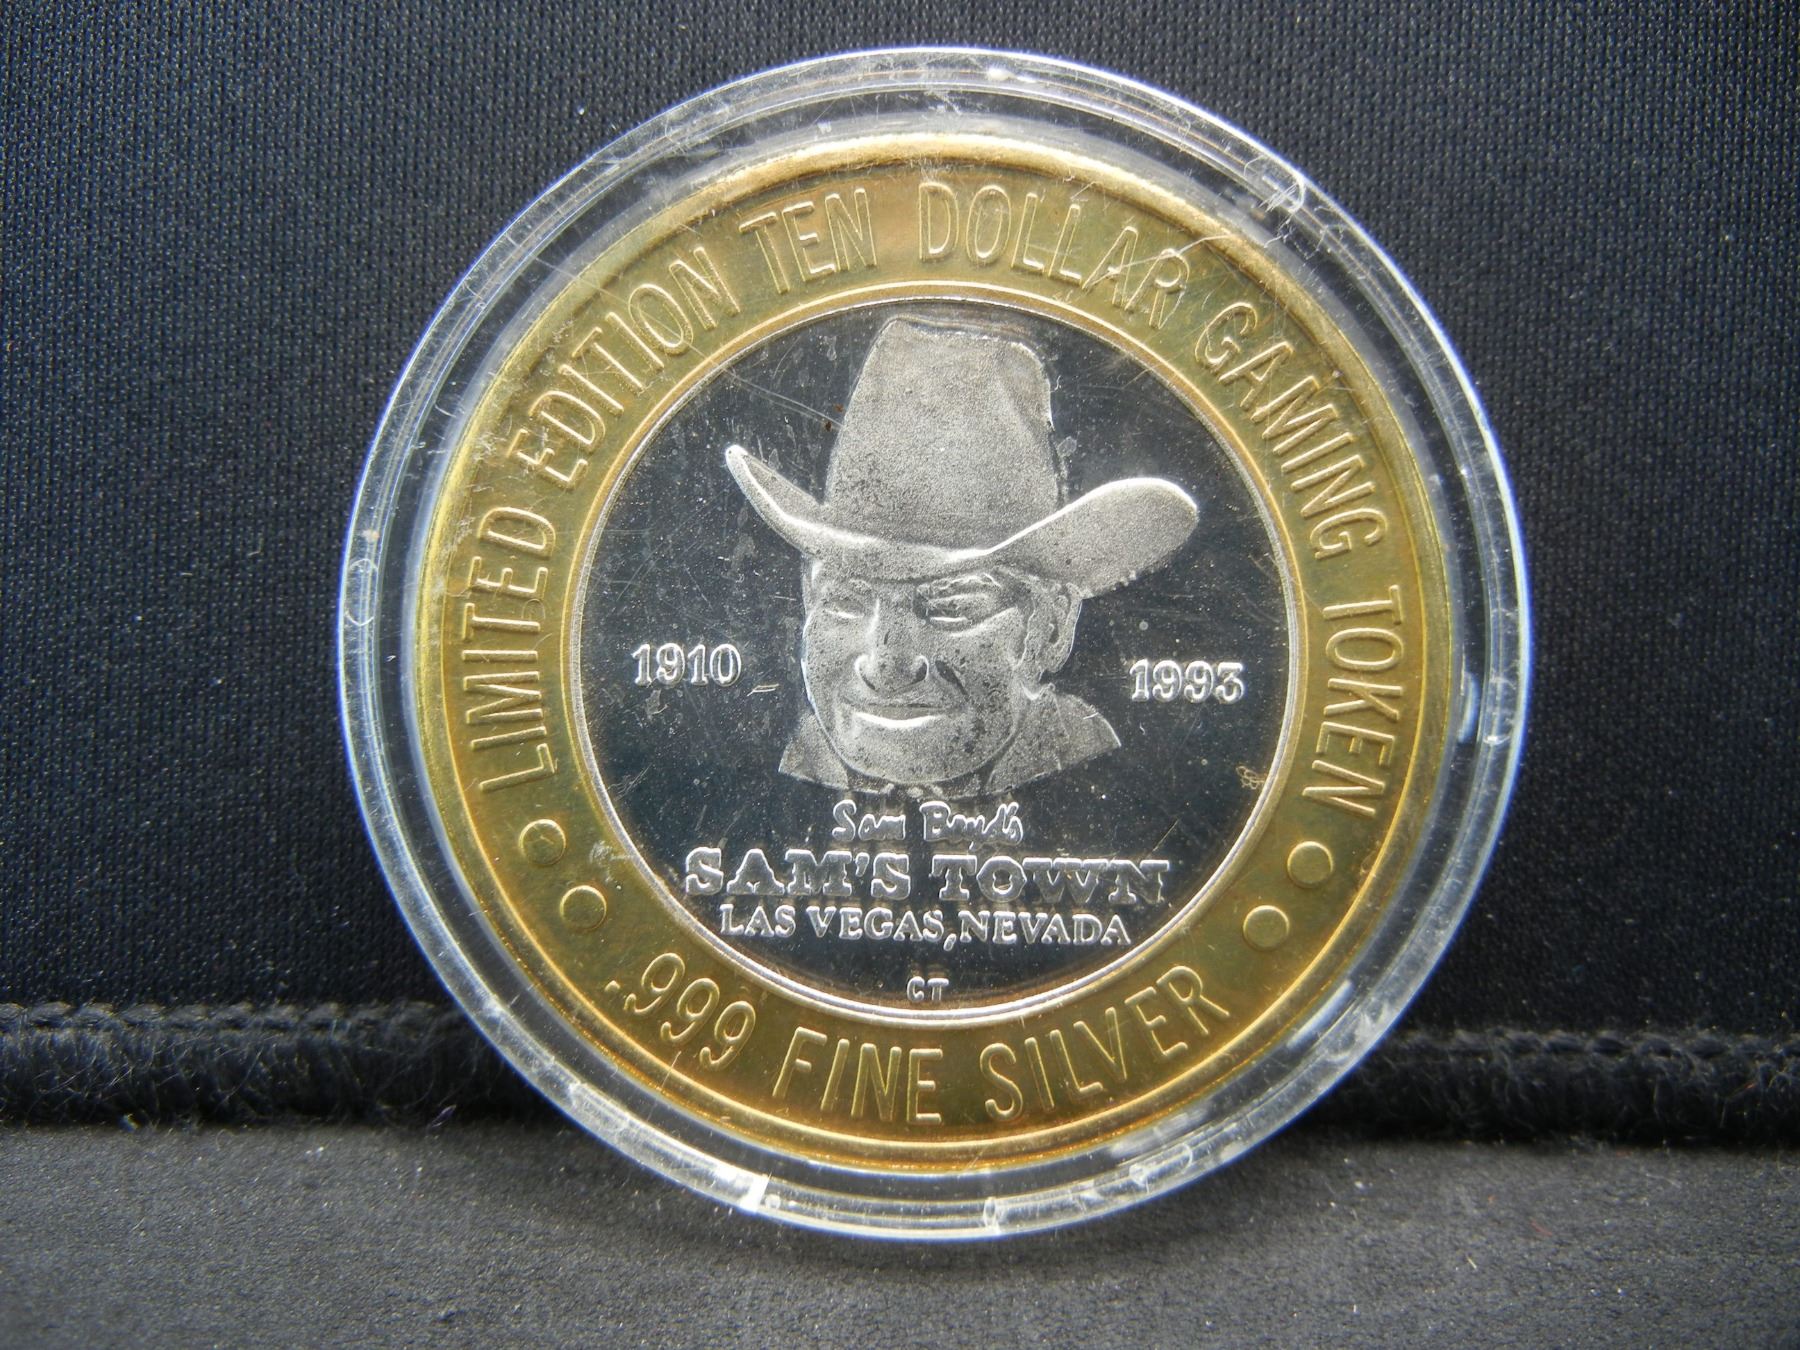 LIMITED EDITION TEN DOLLAR GAMING TOKEN
1910
1993
Sam Boyd's
SAM'S TOWN
LAS VEGAS, NEVADA
CT
.999 FINE SILVER